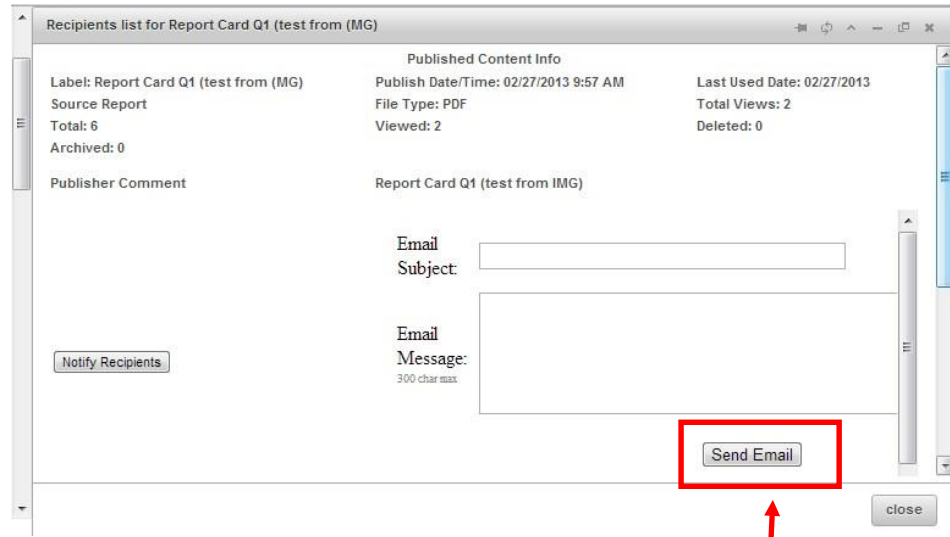 Recipients list for Report Card Q1 (test from (MG)
Published Content Info
Label: Report Card Q1 (test from (MG)
Publish Date/Time: 02/27/2013 9:57 AM
Last Used Date: 02/27/2013
Source Report
File Type: PDF
Total Views: 2
Total: 6
Viewed: 2
Deleted: 0
Archived: 0
Publisher Comment
Report Card Q1 (test from IMG)
Email
Subject:
Email
Message:
300 char max
Notify Recipients
Send Email
close